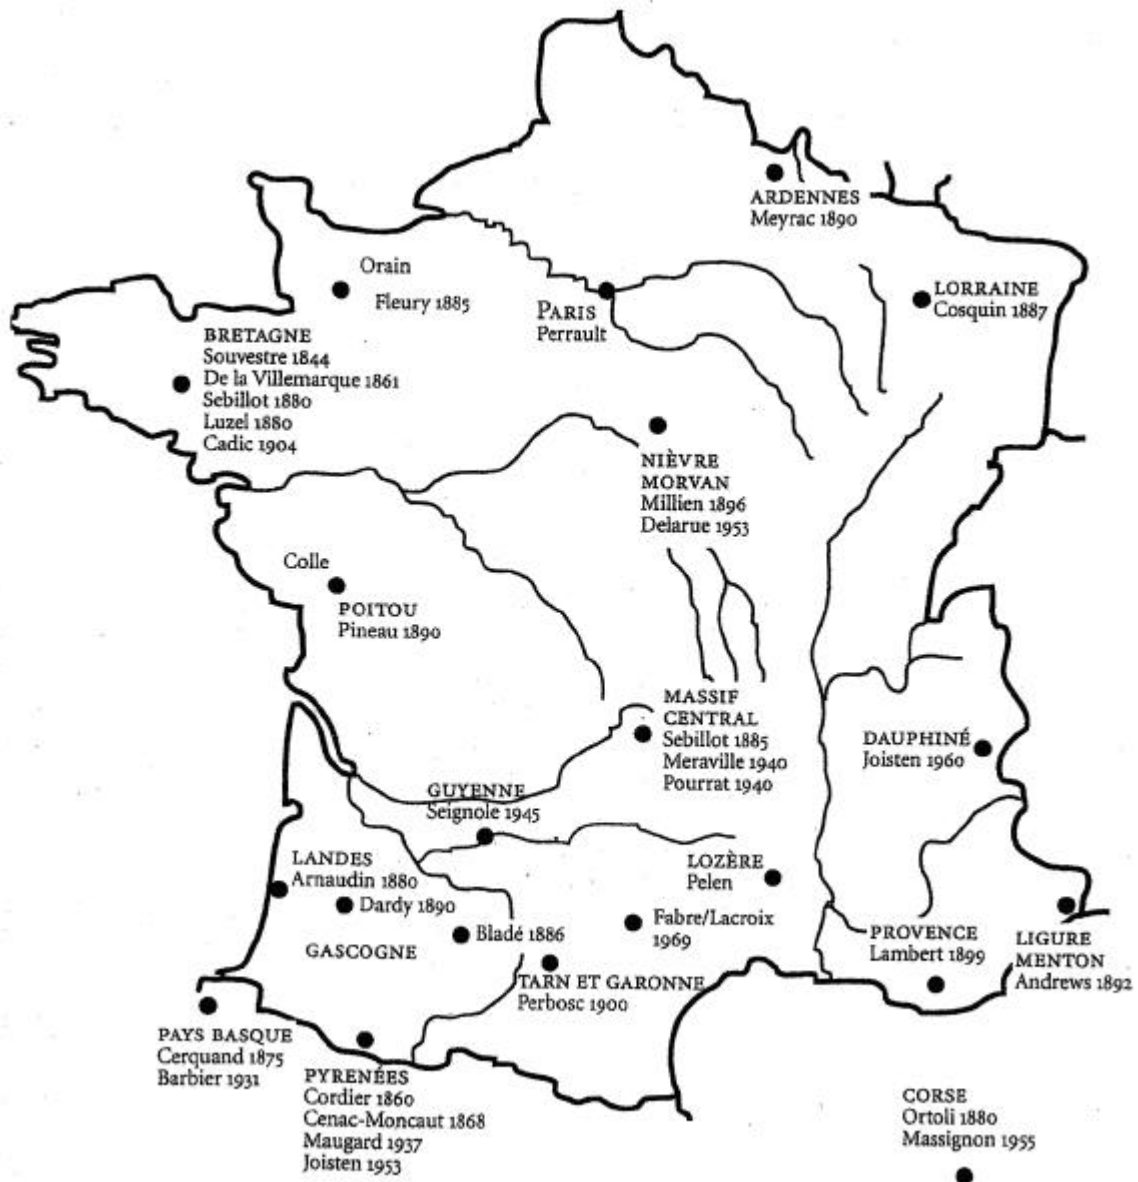 ARDENNES
Meyrac 1890
Orain
Fleury 1885
PARIS
Perrault
LORRAINE
Cosquin 1887
BRETAGNE
Souvestre 1844
De la Villemarque 1861
Sebillot 1880
Luzel 1880
Cadic 1904
NIÈVRE
MORVAN
Millien 1896
Delarue 1953
Colle
POITOU
Pineau 1890
MASSIF
CENTRAL
Sebillot 1885
Meraville 1940
Pourrat 1940
DAUPHINÉ
Joisten 1960
GUYENNE
Seignole 1945
LANDES
Arnaudin 1880
Dardy 1890
GASCOGNE
Bladé 1886
LOZÈRE
Pelen
Fabre/Lacroix
1969
TARN ET GARONNE
Perbosc 1900
PROVENCE
Lambert 1899
LIGURE
MENTON
Andrews 1892
PAYS BASQUE
Cerquand 1875
Barbier 1931
PYRENÉES
Cordier 1860
Cenac-Moncaut 1868
Maugard 1937
Joisten 1953
CORSE
Ortoli 1880
Massignon 1955